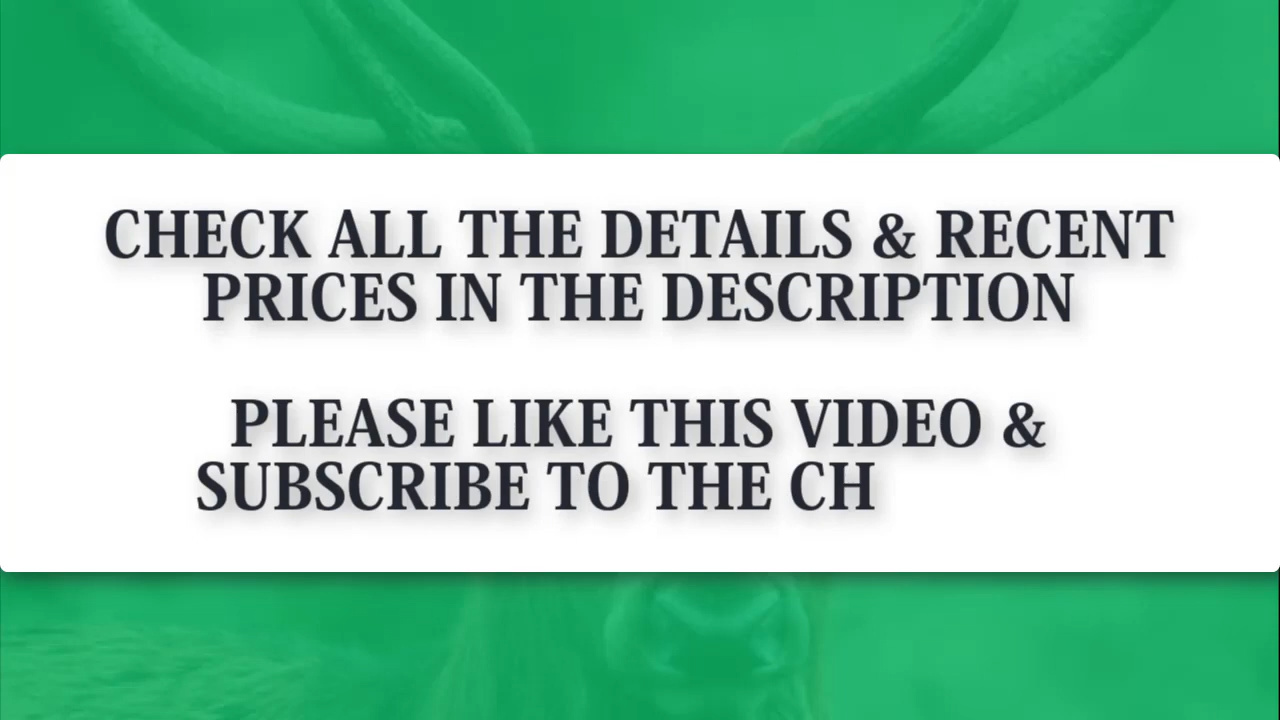 CHECK ALL THE DETAILS & RECENT
PRICES IN THE DESCRIPTION
PLEASE LIKE THIS VIDEO &
SUBSCRIBE TO THE CH